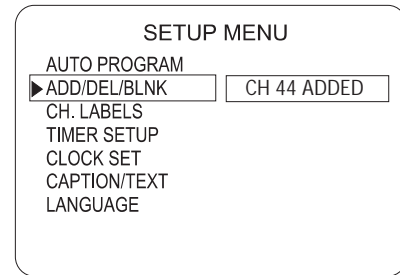 SETUP MENU
AUTO PROGRAM
ADD/DEL/BLNK CH 44 ADDED
CH. LABELS
TIMER SETUP
CLOCK SET
CAPTION/TEXT
LANGUAGE